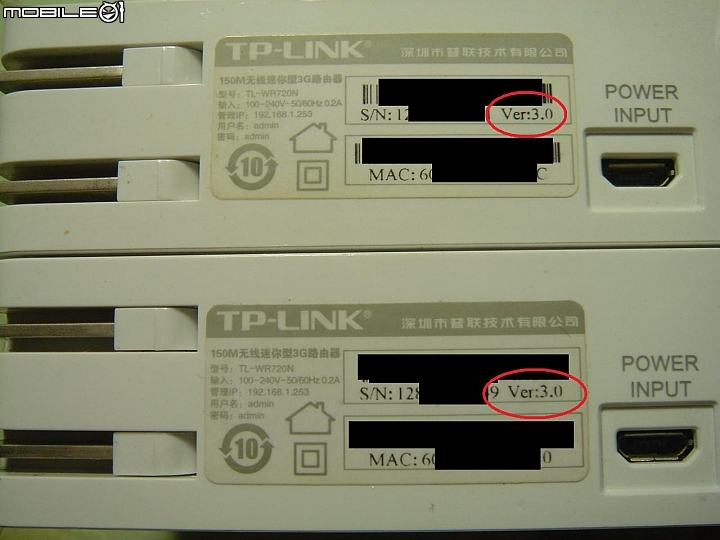 MOBILE01
TP-LINK® 深圳市普联技术有限公司
150M无线迷你型3G路由器
型号：TL-WR720N
输入：100-240V~50/60Hz 0.2A
管理IP：192.168.1.253
用户名：admin
密码：admin
10
S/N: 12 Ver:3.0
MAC: 60 C
POWER
INPUT
TP-LINK® 深圳市普联技术有限公司
150M无线迷你型3G路由器
型号：TL-WR720N
输入：100-240V~50/60Hz 0.2A
管理IP：192.168.1.253
用户名：admin
密码：admin
10
S/N: 128 9 Ver:3.0
MAC: 60 0
POWER
INPUT